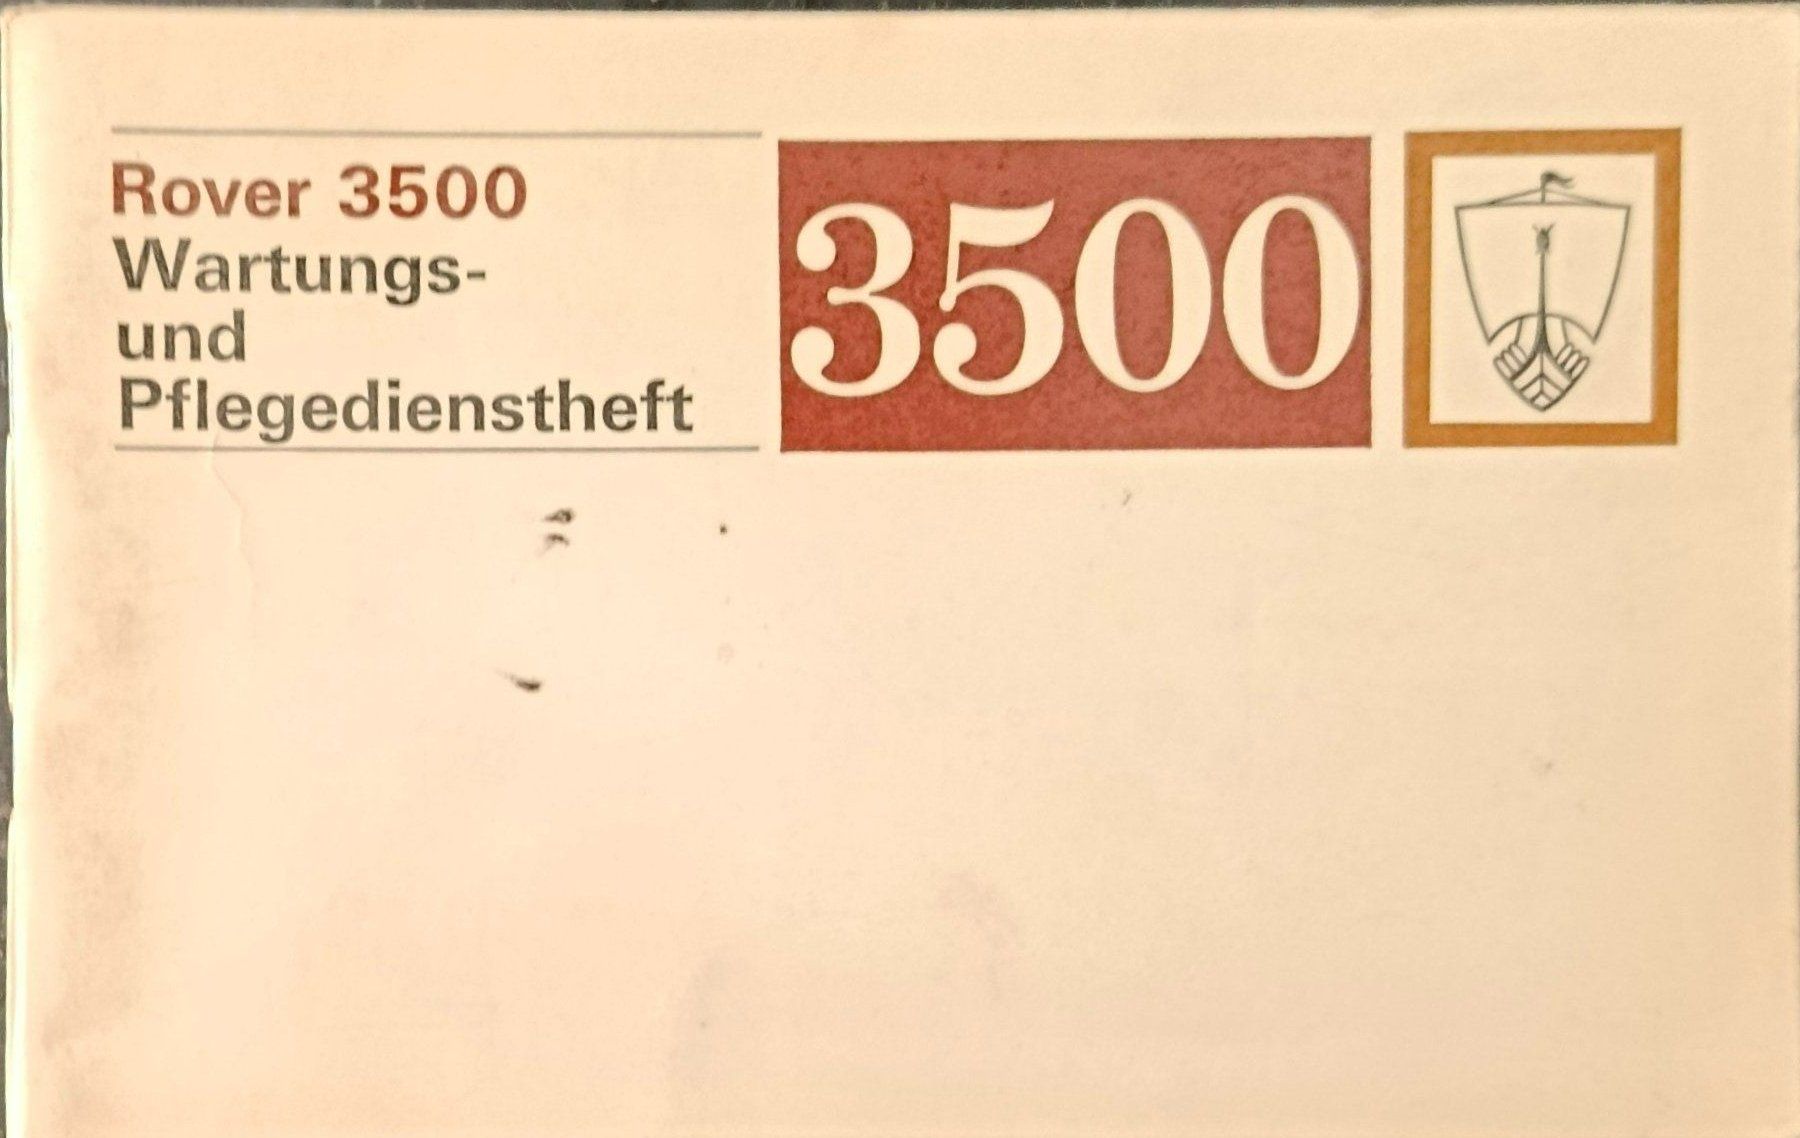 Rover 3500
Wartungs-
und
Pflegedienstheft
3500